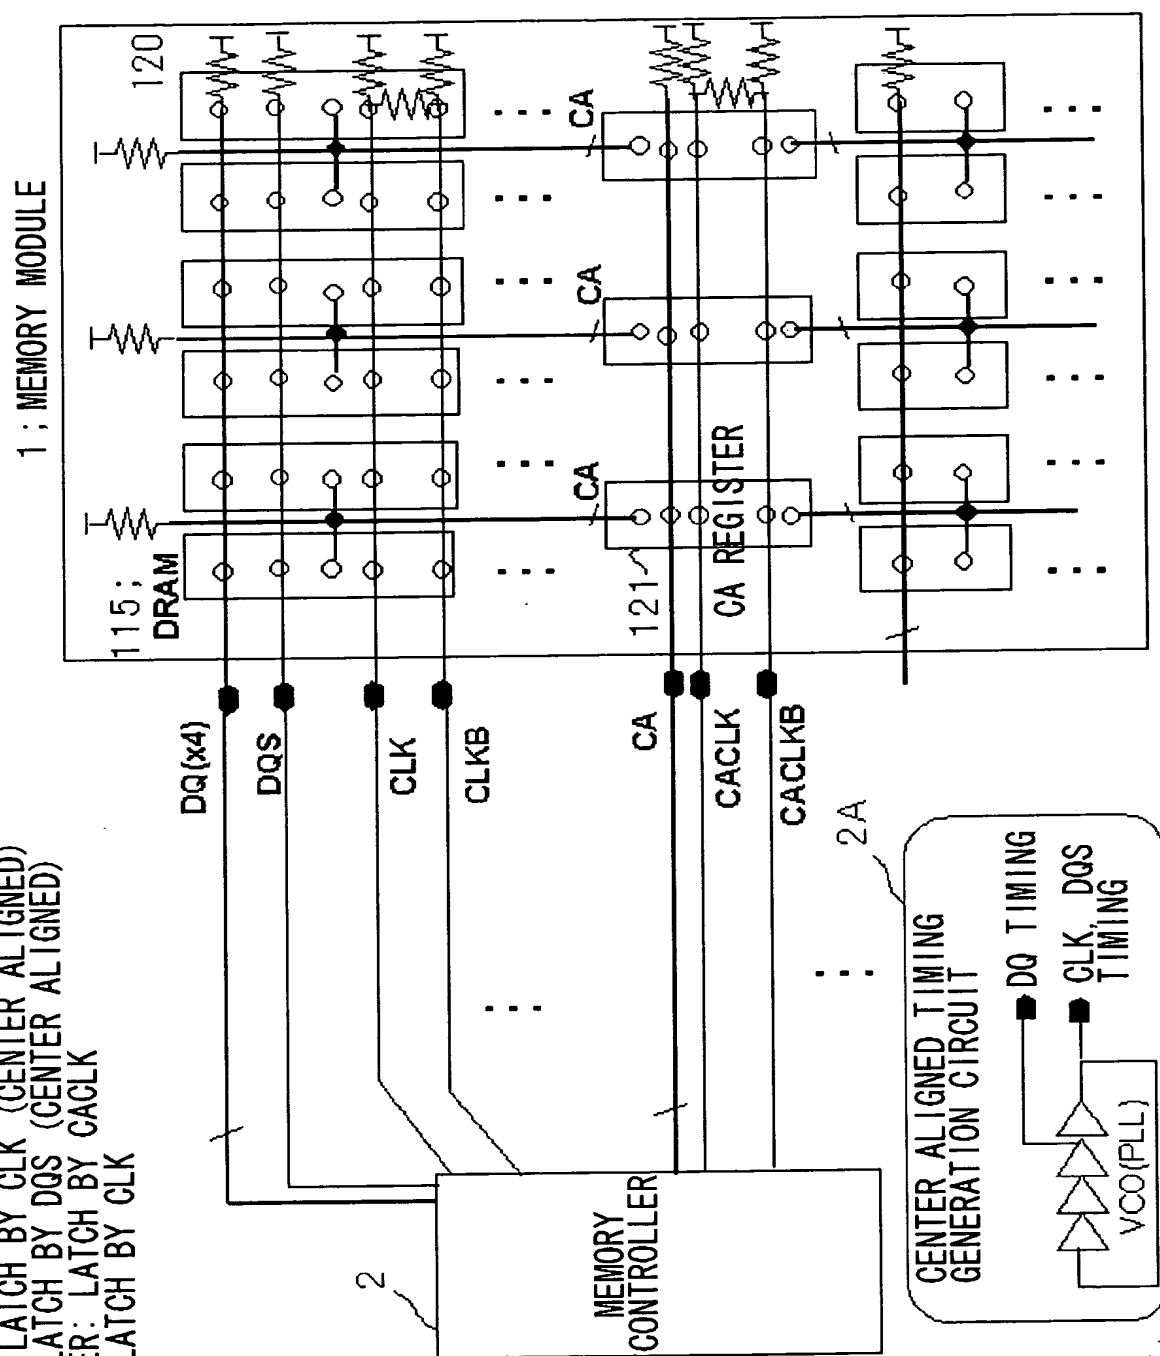 LATCH BY CLK (CENTER ALIGNED)
LATCH BY DQS (CENTER ALIGNED)
LATCH BY CACLK
LATCH BY CLK
1 ; MEMORY MODULE
120
115 ;
DRAM
CA
CA
CA
121
CA REGISTER
DQ(x4)
DQS
CLK
CLKB
CA
CACLK
CACLKB
2
MEMORY
CONTROLLER
2A
CENTER ALIGNED TIMING
GENERATION CIRCUIT
DQ TIMING
CLK, DQS
TIMING
VCO(PLL)